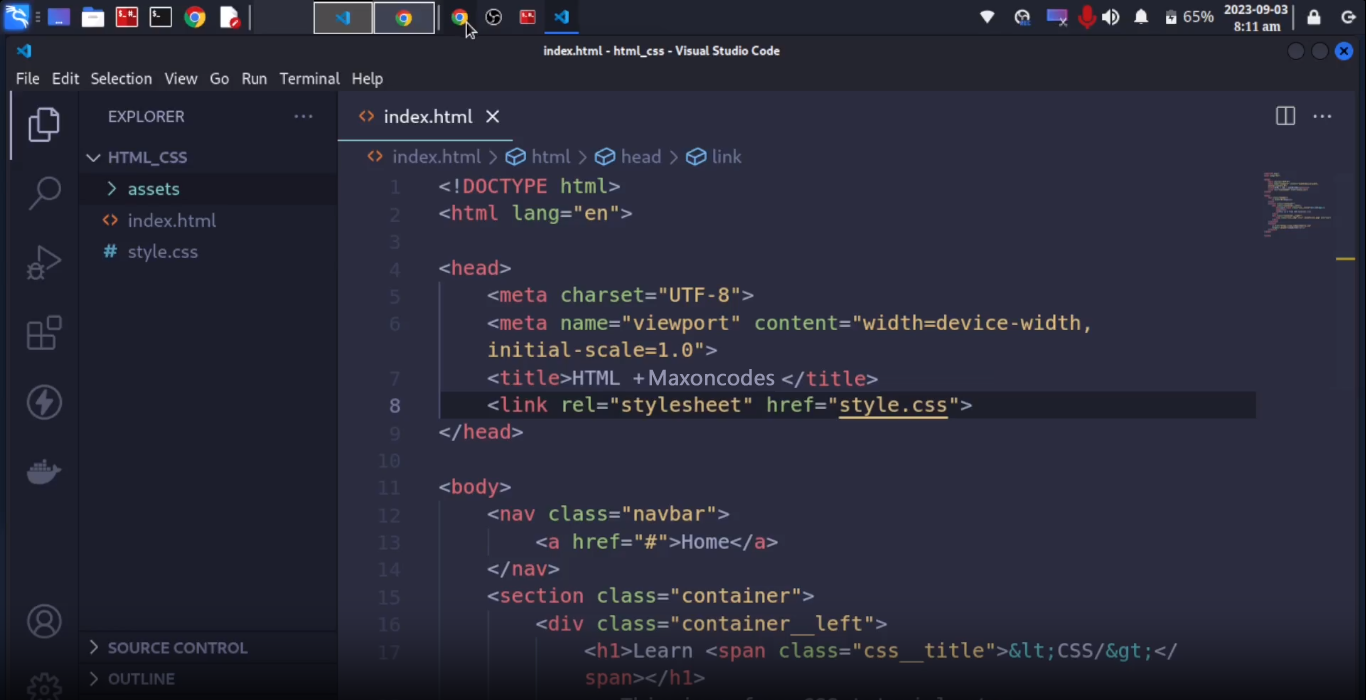 65%
2023-09-03
8:11 am
index.html - html_css - Visual Studio Code
File Edit Selection View Go Run Terminal Help
EXPLORER
index.html
HTML_CSS
index.html > html > head > link
assets
index.html
style.css
1 <!DOCTYPE html>
2 <html lang="en">
3
4 <head>
5 <meta charset="UTF-8">
6 <meta name="viewport" content="width=device-width,
initial-scale=1.0">
7 <title>HTML +Maxoncodes </title>
8 <link rel="stylesheet" href="style.css">
9 </head>
10
11 <body>
12 <nav class="navbar">
13 <a href="#">Home</a>
14 </nav>
15 <section class="container">
16 <div class="container__left">
17 <h1>Learn <span class="css__title">&lt;CSS/&gt;</
span></h1>
SOURCE CONTROL
OUTLINE